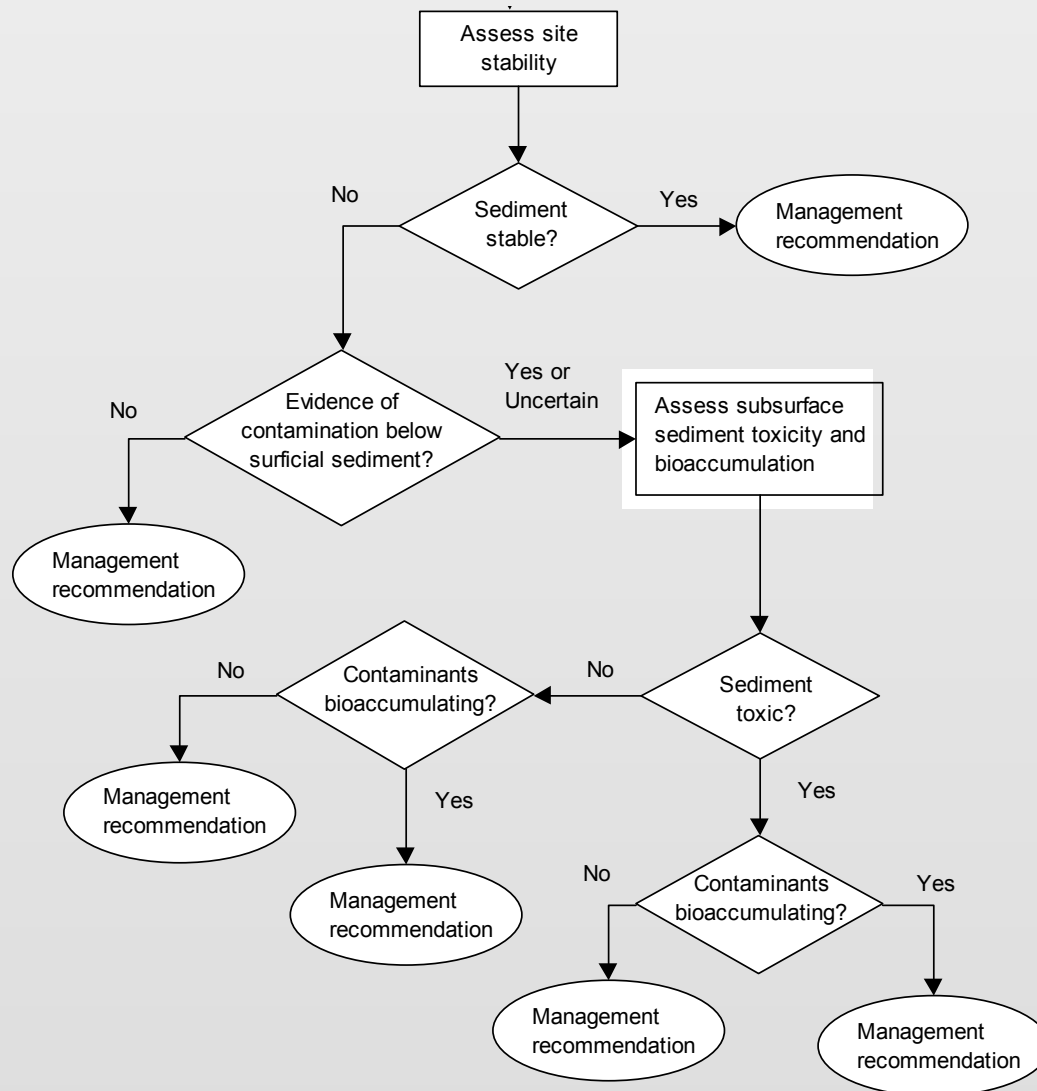 Assess site
stability
No
Yes
Sediment
stable?
Management
recommendation
No
Evidence of
contamination below
surficial sediment?
Yes or
Uncertain
Assess subsurface
sediment toxicity and
bioaccumulation
Management
recommendation
No
Contaminants
bioaccumulating?
No
Sediment
toxic?
Management
recommendation
Yes
Yes
Management
recommendation
No
Contaminants
bioaccumulating?
Yes
Management
recommendation
Management
recommendation